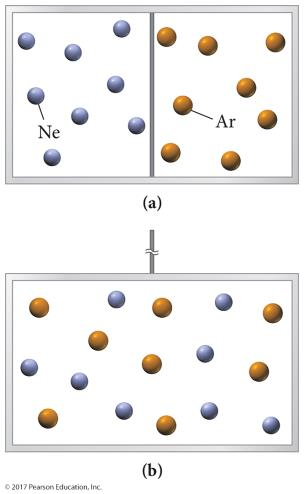 Ne
Ar
(a)
(b)
© 2017 Pearson Education, Inc.